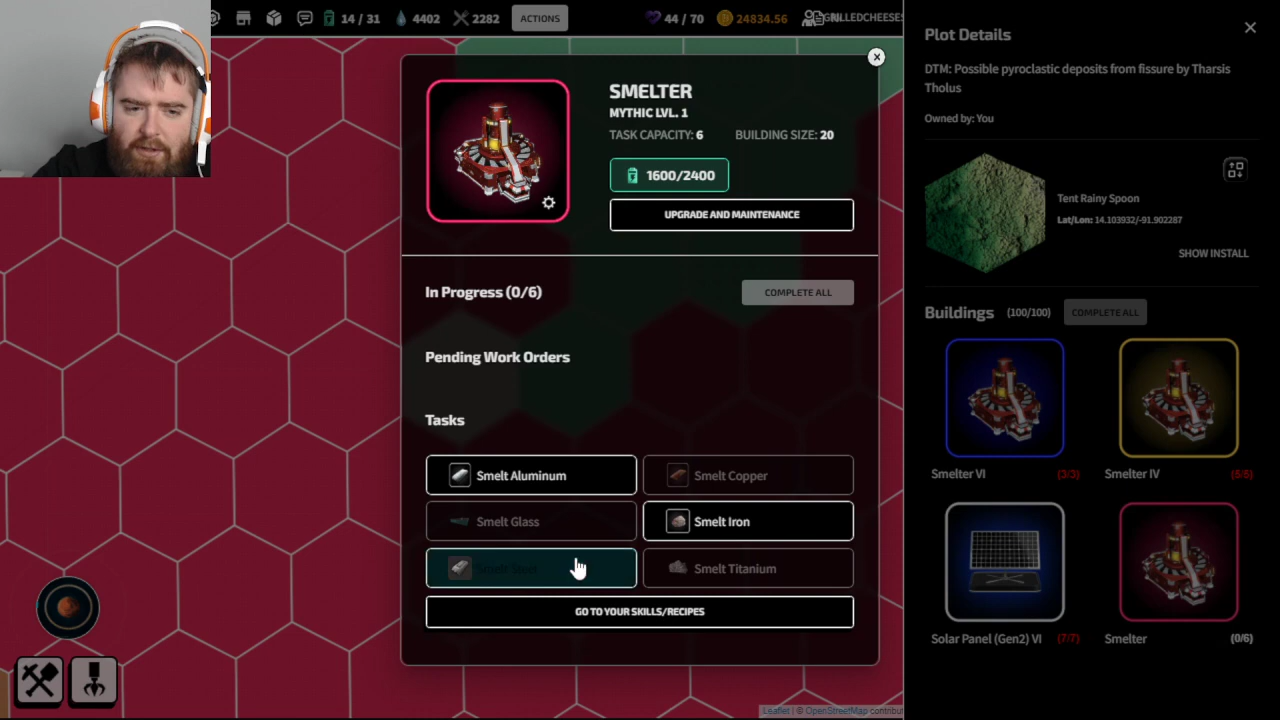 14 / 31
4402
2282
ACTIONS
44 / 70
24834.56
SMELTER
MYTHIC LVL. 1
TASK CAPACITY: 6
BUILDING SIZE: 20
1600/2400
UPGRADE AND MAINTENANCE
In Progress (0/6)
COMPLETE ALL
Pending Work Orders
Tasks
Smelt Aluminum
Smelt Copper
Smelt Glass
Smelt Iron
Smelt Steel
Smelt Titanium
GO TO YOUR SKILLS/RECIPES
Plot Details
DTM: Possible pyroclastic deposits from fissure by Tharsis
Tholus
Owned by: You
Tent Rainy Spoon
Lat/Lon: 14.103932/-91.902287
SHOW INSTALL
Buildings (100/100)
COMPLETE ALL
Smelter VI (3/3)
Smelter IV (5/5)
Solar Panel (Gen2) VI (7/7)
Smelter (0/6)
Leaflet | © OpenStreetMap